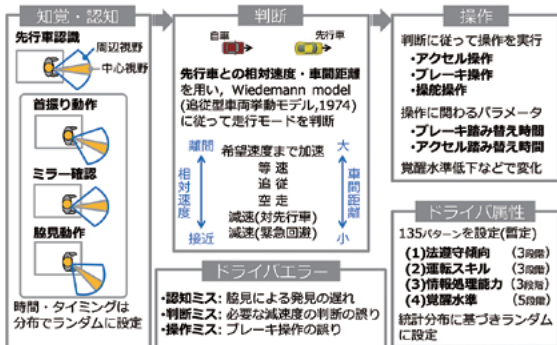 知覚・認知
先行車認識
周辺視野
中心視野
首振り動作
ミラー確認
脇見動作
時間・タイミングは
分布でランダムに設定
判断
自車
先行車
先行車との相対速度・車間距離
を用い, Wiedemann model
(追従型車両挙動モデル,1974)
に従って走行モードを判断
離間
相対速度
接近
希望速度まで加速
等速
追従
空走
減速(対先行車)
減速(緊急回避)
大
車間距離
小
操作
判断に従って操作を実行
・アクセル操作
・ブレーキ操作
・操舵操作
操作に関わるパラメータ
・ブレーキ踏み替え時間
・アクセル踏み替え時間
覚醒水準低下などで変化
ドライバエラー
・認知ミス: 脇見による発見の遅れ
・判断ミス: 必要な減速度の判断の誤り
・操作ミス: ブレーキ操作の誤り
ドライバ属性
135パターンを設定(暫定)
(1)法遵守傾向 (3段階)
(2)運転スキル (3段階)
(3)情報処理能力 (3段階)
(4)覚醒水準 (5段階)
統計分布に基づきランダム
に設定